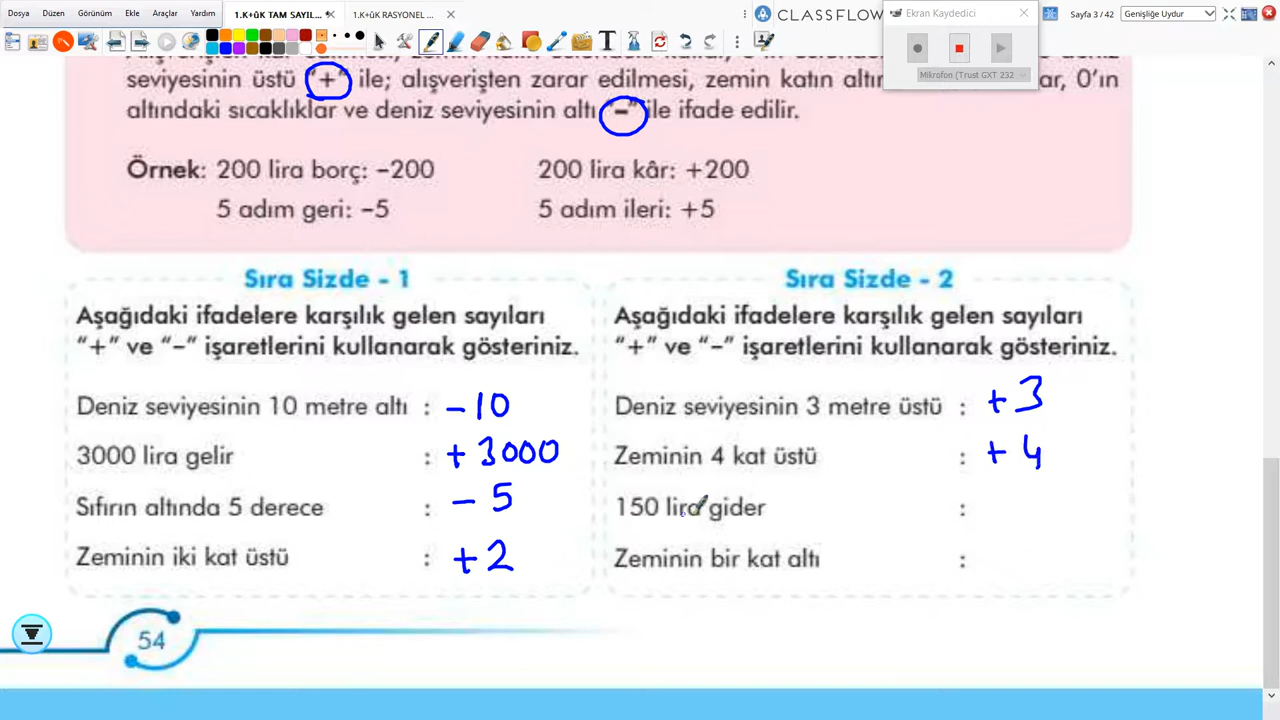 Dosya Düzen Görünüm Ekle Araçlar Yardım
1.K+ûK TAM SAYIL...
1.K+ûK RASYONEL ...
CLASSFLOW
Ekran Kaydedici
Mikrofon (Trust GXT 232
Sayfa 3 / 42
Genişliğe Uydur
seviyesinin üstü "+" ile; alışverişten zarar edilmesi, zemin katın altın ar, 0'ın
altındaki sıcaklıklar ve deniz seviyesinin altı "–" ile ifade edilir.
Örnek: 200 lira borç: –200 200 lira kâr: +200
5 adım geri: –5 5 adım ileri: +5
Sıra Sizde - 1
Aşağıdaki ifadelere karşılık gelen sayıları
"+" ve "–" işaretlerini kullanarak gösteriniz.
Deniz seviyesinin 10 metre altı : – 10
3000 lira gelir : + 3000
Sıfırın altında 5 derece : – 5
Zeminin iki kat üstü : + 2
Sıra Sizde - 2
Aşağıdaki ifadelere karşılık gelen sayıları
"+" ve "–" işaretlerini kullanarak gösteriniz.
Deniz seviyesinin 3 metre üstü : + 3
Zeminin 4 kat üstü : + 4
150 lira gider :
Zeminin bir kat altı :
54